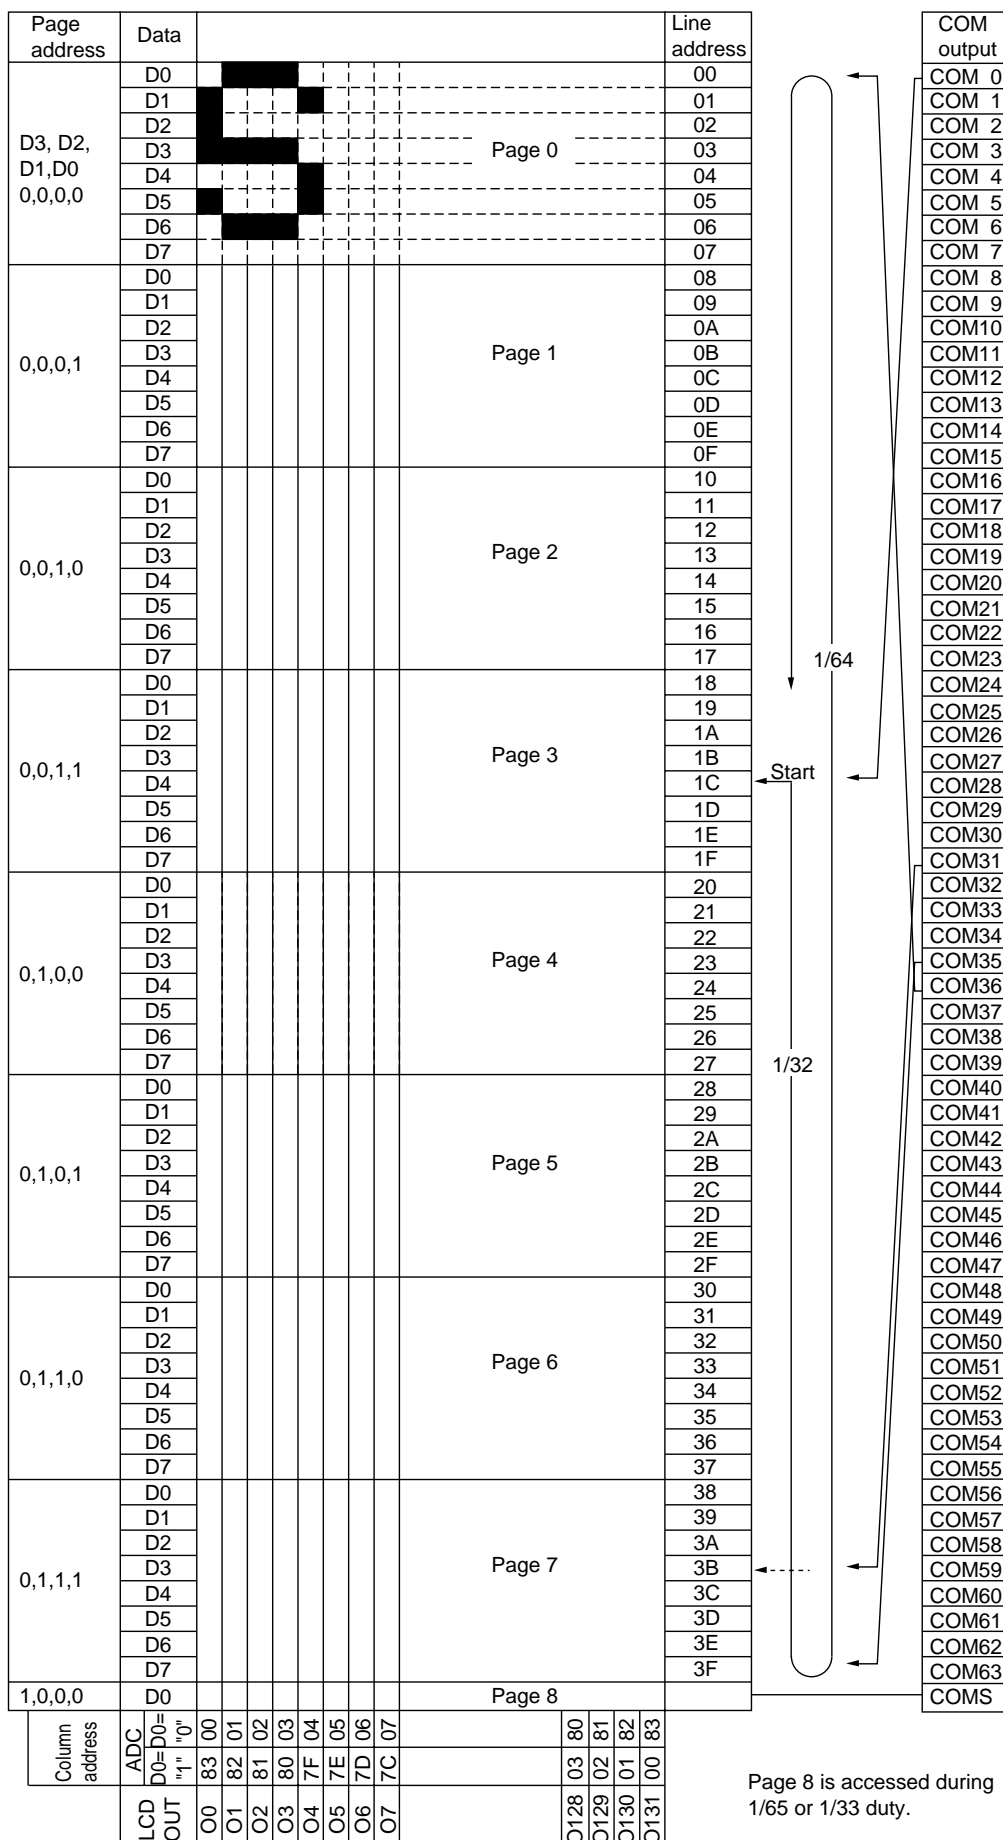 Page address Data Line address COM output
D3, D2, D1,D0 0,0,0,0 D0 00 COM 0
D1 01 COM 1
D2 02 COM 2
D3 Page 0 03 COM 3
D4 04 COM 4
D5 05 COM 5
D6 06 COM 6
D7 07 COM 7
D0 08 COM 8
D1 09 COM 9
D2 0A COM10
0,0,0,1 D3 Page 1 0B COM11
D4 0C COM12
D5 0D COM13
D6 0E COM14
D7 0F COM15
D0 10 COM16
D1 11 COM17
D2 12 COM18
0,0,1,0 D3 Page 2 13 COM19
D4 14 COM20
D5 15 COM21
D6 16 COM22
D7 17 1/64 COM23
D0 18 COM24
D1 19 COM25
D2 1A COM26
0,0,1,1 D3 Page 3 1B COM27
D4 1C Start COM28
D5 1D COM29
D6 1E COM30
D7 1F COM31
D0 20 COM32
D1 21 COM33
D2 22 COM34
0,1,0,0 D3 Page 4 23 COM35
D4 24 COM36
D5 25 COM37
D6 26 COM38
D7 27 1/32 COM39
D0 28 COM40
D1 29 COM41
D2 2A COM42
0,1,0,1 D3 Page 5 2B COM43
D4 2C COM44
D5 2D COM45
D6 2E COM46
D7 2F COM47
D0 30 COM48
D1 31 COM49
D2 32 COM50
0,1,1,0 D3 Page 6 33 COM51
D4 34 COM52
D5 35 COM53
D6 36 COM54
D7 37 COM55
D0 38 COM56
D1 39 COM57
D2 3A COM58
0,1,1,1 D3 Page 7 3B COM59
D4 3C COM60
D5 3D COM61
D6 3E COM62
D7 3F COM63
1,0,0,0 D0 Page 8 COMS
Column address ADC D0= "0" 00 01 02 03 04 05 06 07 80 81 82 83
D0= "1" 83 82 81 80 7F 7E 7D 7C 03 02 01 00
LCD OUT O0 O1 O2 O3 O4 O5 O6 O7 O128 O129 O130 O131
Page 8 is accessed during
1/65 or 1/33 duty.